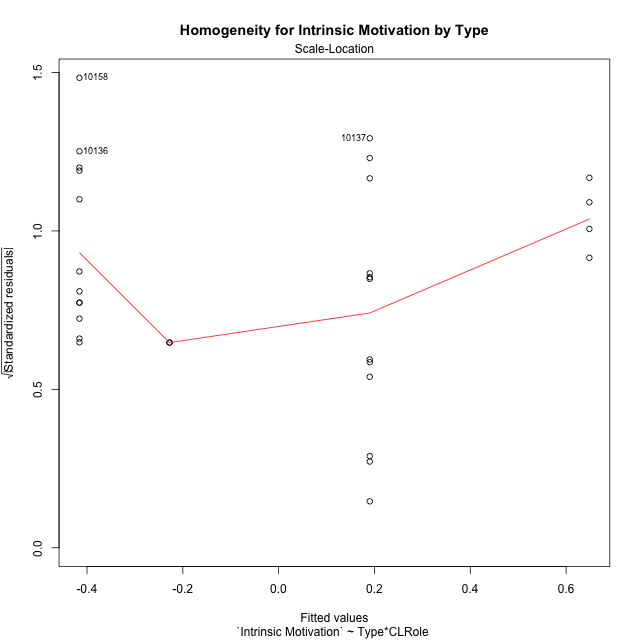 Homogeneity for Intrinsic Motivation by Type
Scale-Location
1.5
10158
10136
10137
1.0
√|Standardized residuals|
0.5
0.0
-0.4 -0.2 0.0 0.2 0.4 0.6
Fitted values
`Intrinsic Motivation` ~ Type*CLRole